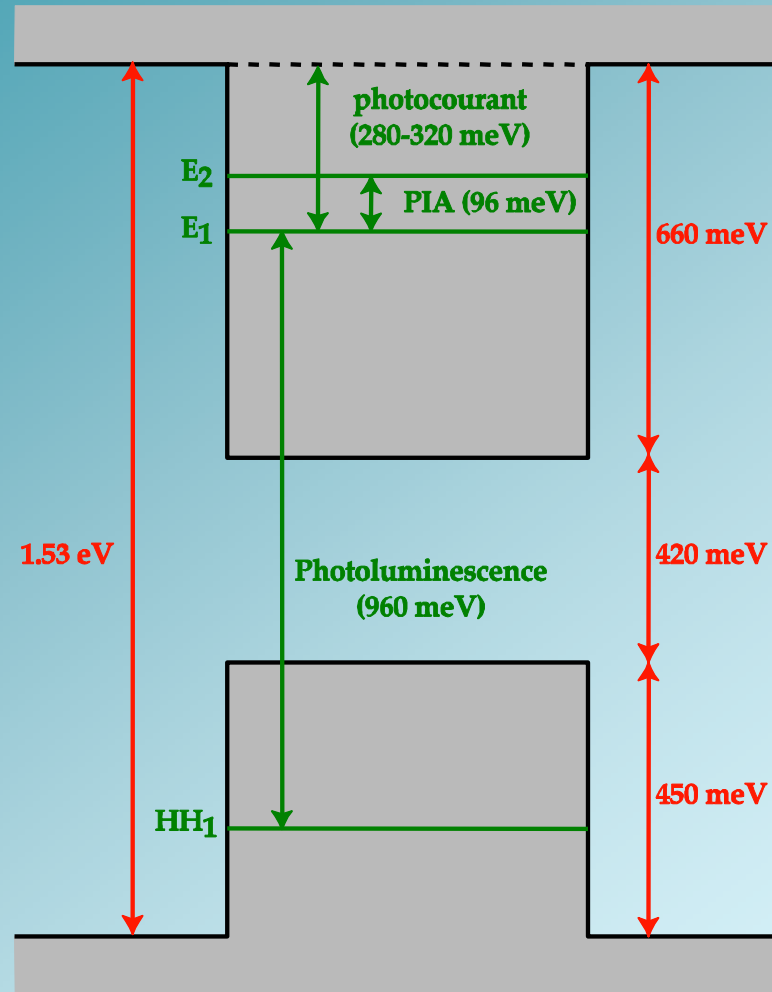 photocourant
(280-320 meV)
E2
PIA (96 meV)
E1
660 meV
1.53 eV
420 meV
Photoluminescence
(960 meV)
450 meV
HH1